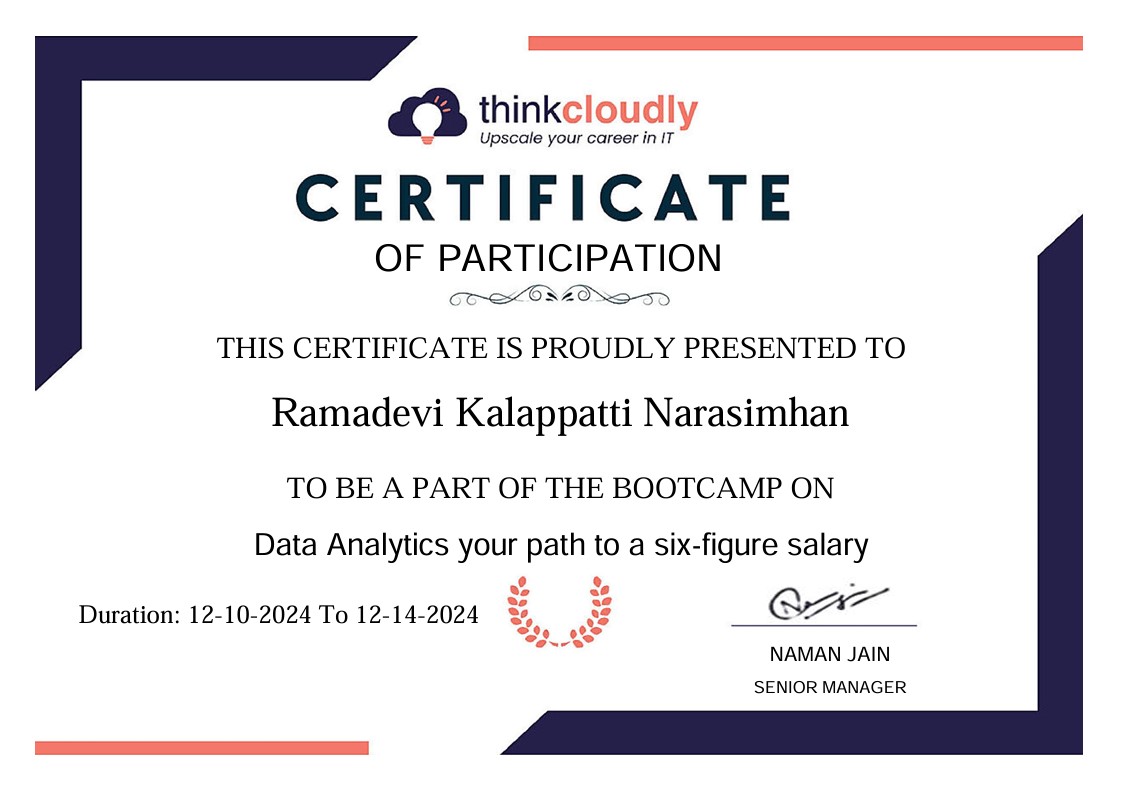 thinkcloudly
Upscale your career in IT
CERTIFICATE
OF PARTICIPATION
THIS CERTIFICATE IS PROUDLY PRESENTED TO
Ramadevi Kalappatti Narasimhan
TO BE A PART OF THE BOOTCAMP ON
Data Analytics your path to a six-figure salary
Duration: 12-10-2024 To 12-14-2024
NAMAN JAIN
SENIOR MANAGER